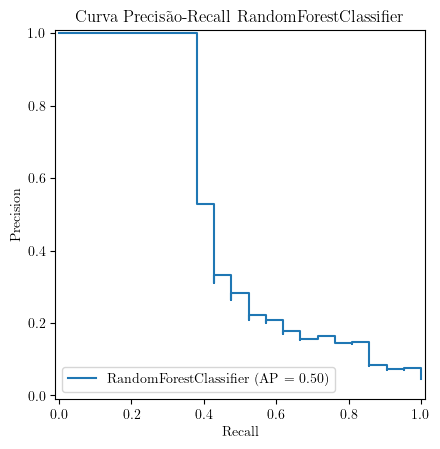 Curva Precisão-Recall RandomForestClassifier
1.0
0.8
0.6
0.4
0.2
0.0
Precision
RandomForestClassifier (AP = 0.50)
0.0 0.2 0.4 0.6 0.8 1.0
Recall